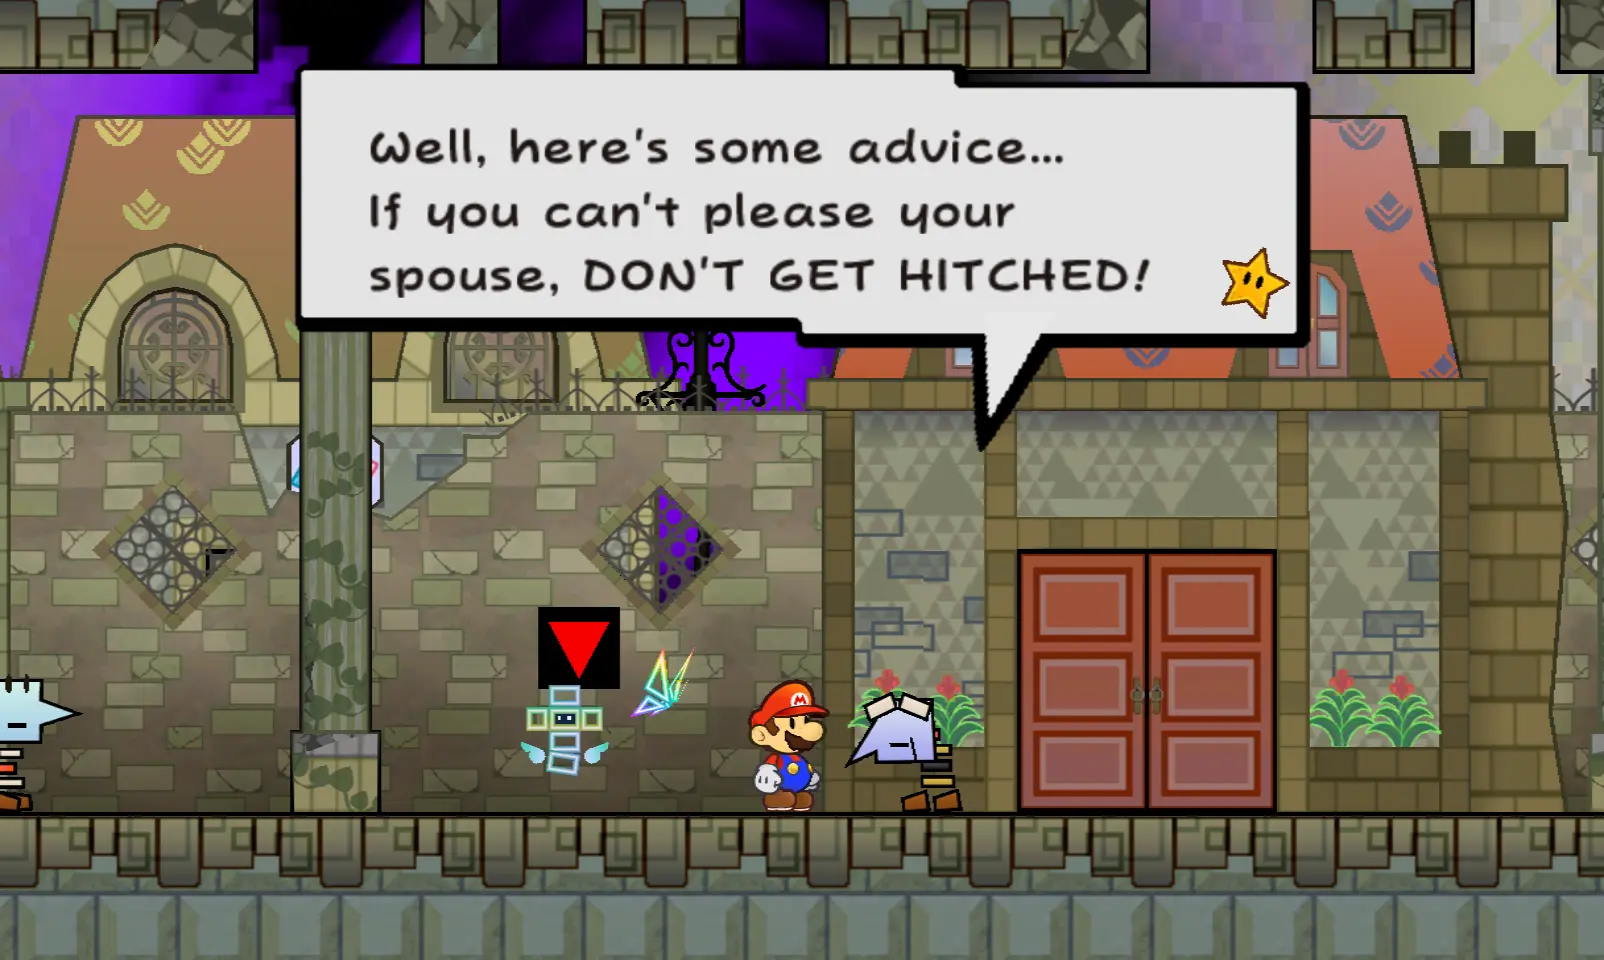 Well, here's some advice...
If you can't please your
spouse, DON'T GET HITCHED!
M